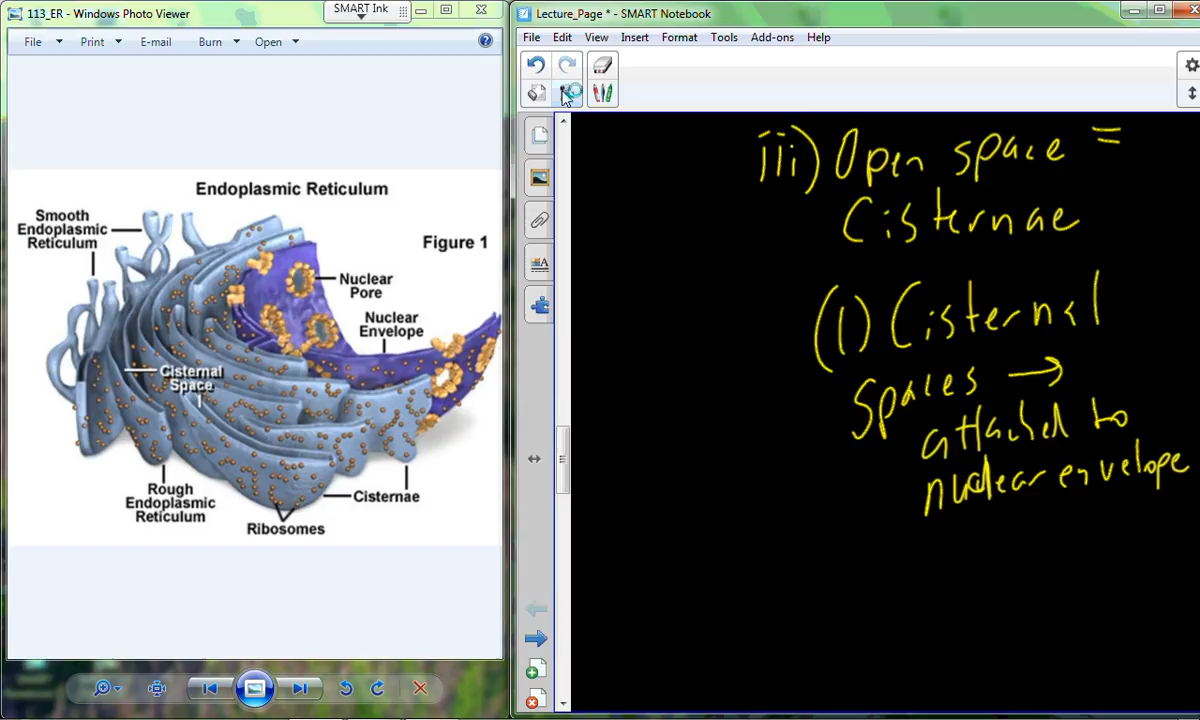 113_ER - Windows Photo Viewer
SMART Ink
File Print E-mail Burn Open
Endoplasmic Reticulum
Smooth
Endoplasmic
Reticulum
Figure 1
Nuclear
Pore
Nuclear
Envelope
Cisternal
Space
Rough
Endoplasmic
Reticulum
Cisternae
Ribosomes
Lecture_Page * - SMART Notebook
File Edit View Insert Format Tools Add-ons Help
iii) Open space =
Cisternae
(1) Cisternal
spaces →
attached to
nuclear envelope